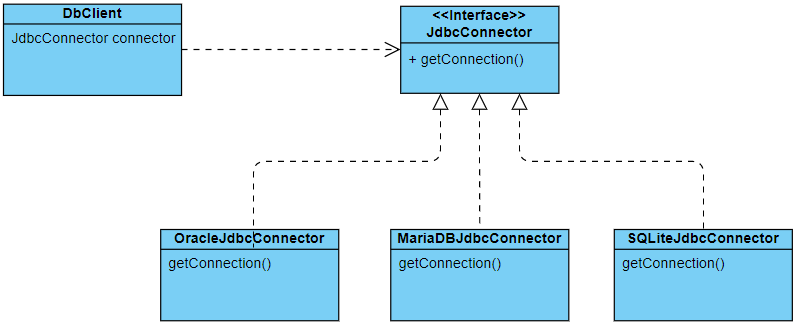 DbClient
JdbcConnector connector
<<Interface>>
JdbcConnector
+ getConnection()
OracleJdbcConnector
getConnection()
MariaDBJdbcConnector
getConnection()
SQLiteJdbcConnector
getConnection()